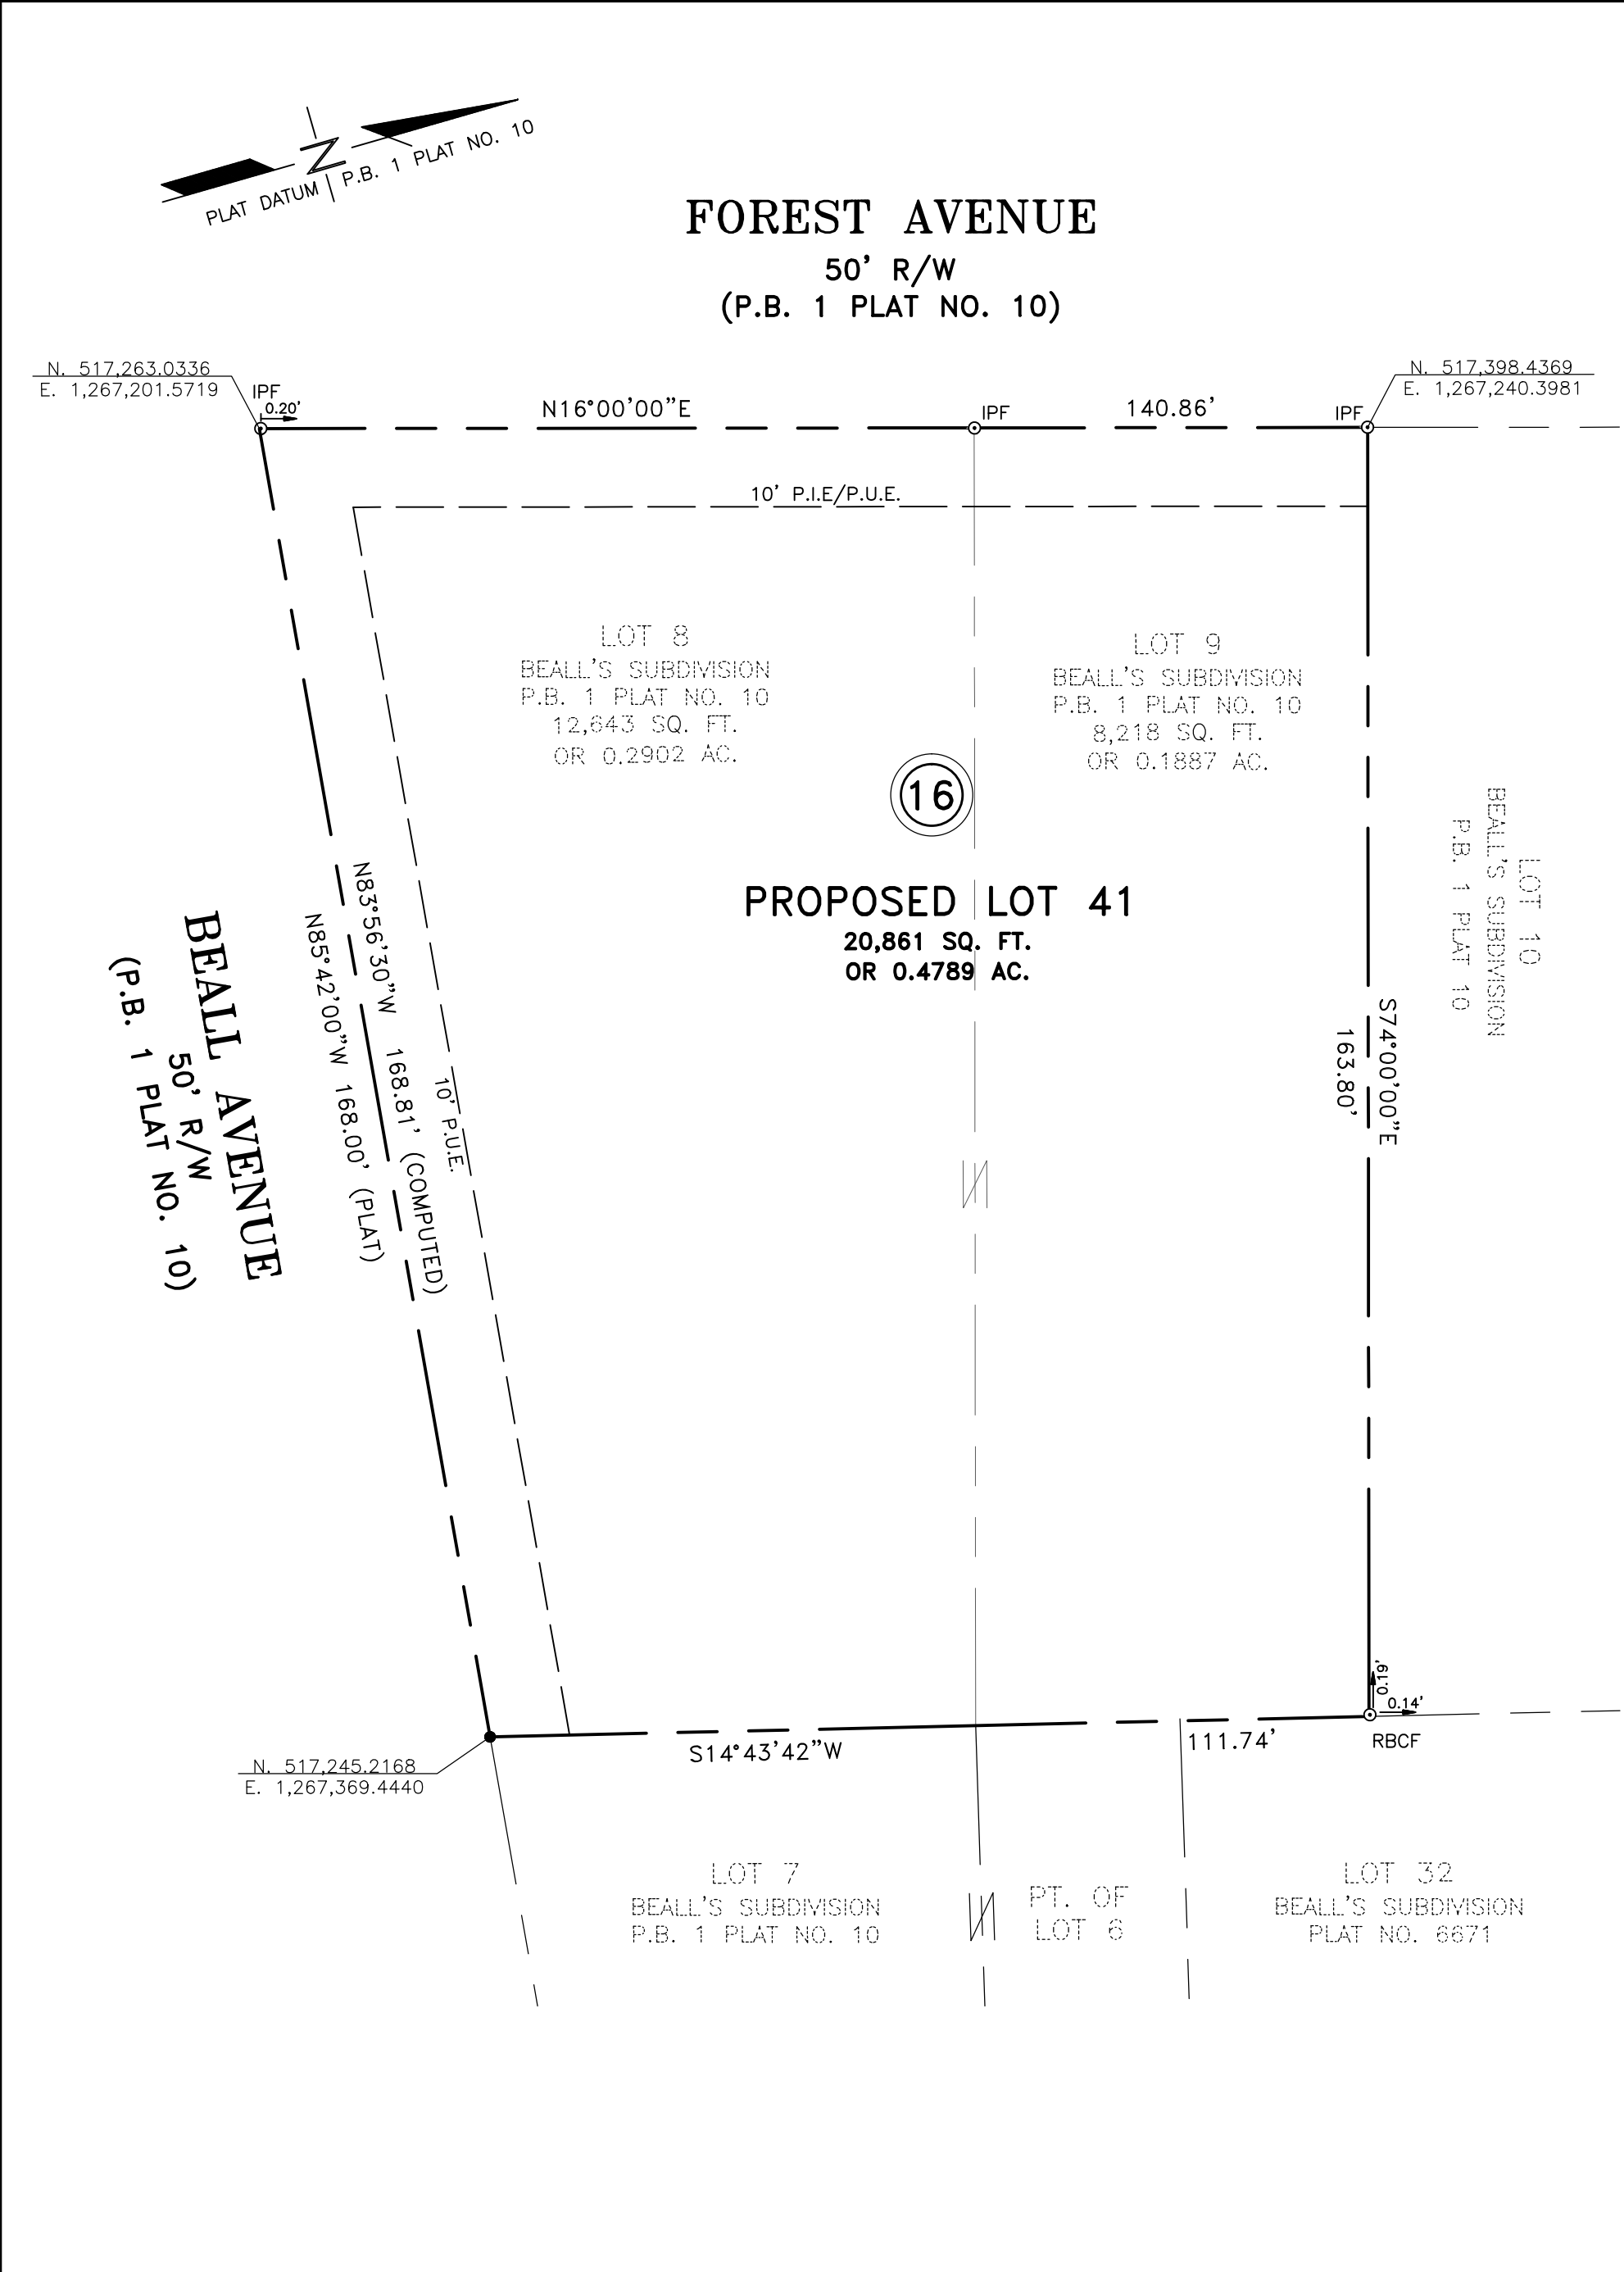 N
PLAT DATUM
P.B. 1 PLAT NO. 10
FOREST AVENUE
50' R/W
(P.B. 1 PLAT NO. 10)
N. 517,263.0336
E. 1,267,201.5719
N. 517,398.4369
E. 1,267,240.3981
IPF
0.20'
N16°00'00"E
IPF
140.86'
IPF
10' P.I.E/P.U.E.
LOT 8
BEALL'S SUBDIVISION
P.B. 1 PLAT NO. 10
12,643 SQ. FT.
OR 0.2902 AC.
LOT 9
BEALL'S SUBDIVISION
P.B. 1 PLAT NO. 10
8,218 SQ. FT.
OR 0.1887 AC.
16
PROPOSED LOT 41
20,861 SQ. FT.
OR 0.4789 AC.
LOT 10
BEALL'S SUBDIVISION
P.B. 1 PLAT 10
S74°00'00"E
163.80'
BEALL AVENUE
50' R/W
(P.B. 1 PLAT NO. 10)
N83°56'30"W 168.81' (COMPUTED)
N85°42'00"W 168.00' (PLAT)
10' P.U.E.
0.19'
0.14'
RBCF
S14°43'42"W
111.74'
N. 517,245.2168
E. 1,267,369.4440
LOT 7
BEALL'S SUBDIVISION
P.B. 1 PLAT NO. 10
PT. OF
LOT 6
LOT 32
BEALL'S SUBDIVISION
PLAT NO. 6671